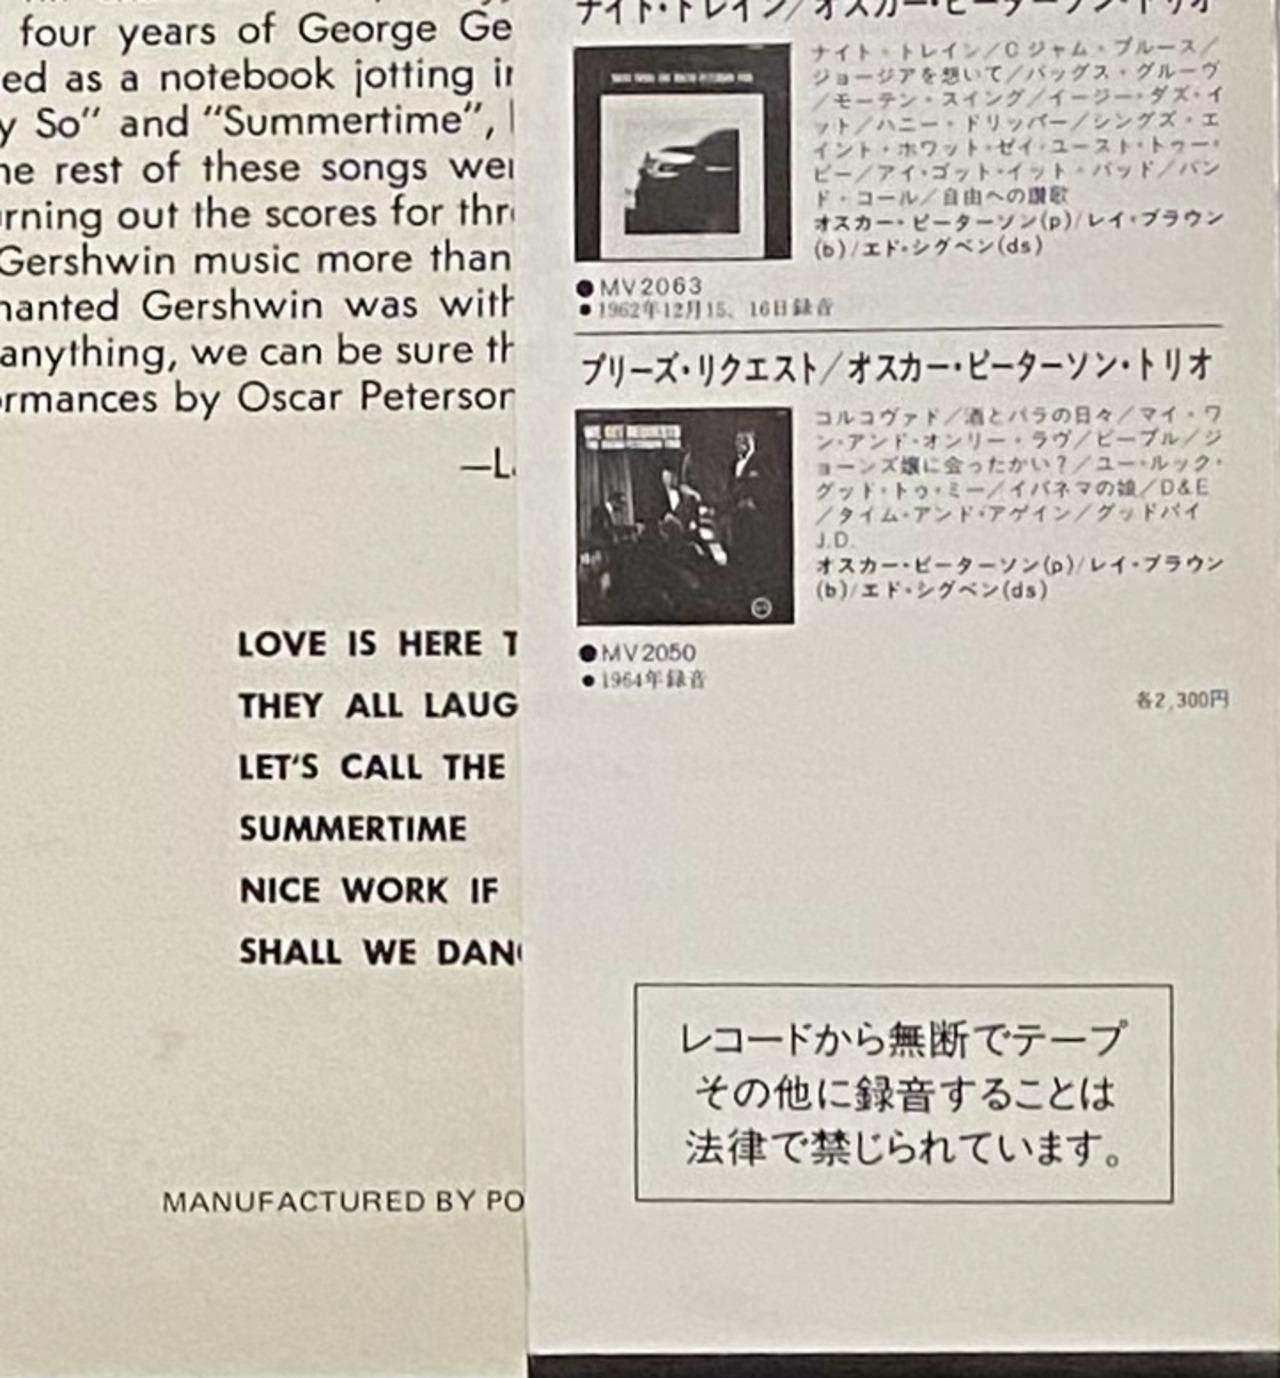 four years of George Ge
ed as a notebook jotting
y So” and “Summertime”,
rest of these songs
out the scores for
Gershwin music more than
Gershwin was with
anything, we can be sure
ormances by Oscar Peterson
—L
LOVE IS HERE T
THEY ALL LAUG
LET'S CALL THE
SUMMERTIME
NICE WORK IF
SHALL WE DAN
MANUFACTURED BY PO
ナイト・トレイン/オスカー・ピーターソン・トリオ
ナイト・トレイン/Cジャム・ブルース/
ジョージアを想いて/バッグス・グルーヴ
/モーテン・スイング/イージー・ダズ・イ
ット/ハニー・ドリッパー/シングズ・エ
イント・ホワット・ゼイ・ユースト・トゥー・
ビー/アイ・ゴット・イット・バッド/バン
ド・コール/自由への讃歌
オスカー・ピーターソン(p)/レイ・ブラウン
(b)/エド・シグペン(ds)
●MV2063
●1962年12月15、16日録音
プリーズ・リクエスト/オスカー・ピーターソン・トリオ
WE GET REQUESTS
コルコヴァド/酒とバラの日々/マイ・ワ
ン・アンド・オンリー・ラヴ/ピープル/ジ
ョーンズ嬢に会ったかい?/ユー・ルック・
グッド・トゥ・ミー/イパネマの娘/D&E
/タイム・アンド・アゲイン/グッドバイ
J.D.
オスカー・ピーターソン(p)/レイ・ブラウン
(b)/エド・シグペン(ds)
●MV2050
●1964年録音
各2,300円
レコードから無断でテープ
その他に録音することは
法律で禁じられています。